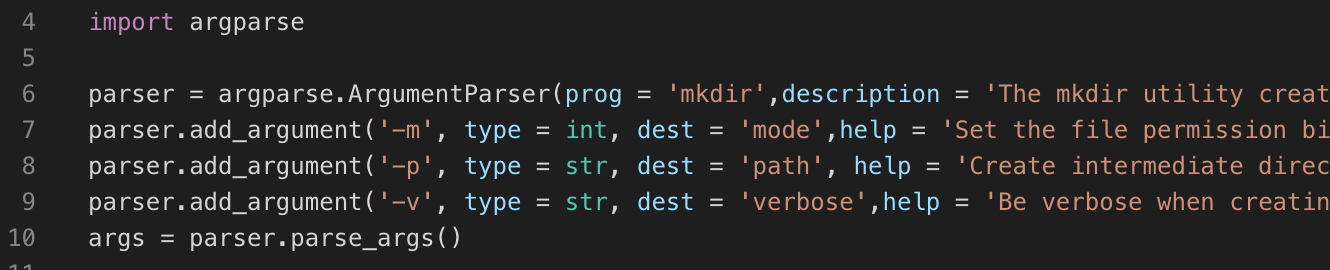 4 import argparse
5
6 parser = argparse.ArgumentParser(prog = 'mkdir',description = 'The mkdir utility creat
7 parser.add_argument('-m', type = int, dest = 'mode',help = 'Set the file permission bi
8 parser.add_argument('-p', type = str, dest = 'path', help = 'Create intermediate direc
9 parser.add_argument('-v', type = str, dest = 'verbose',help = 'Be verbose when creatin
10 args = parser.parse_args()